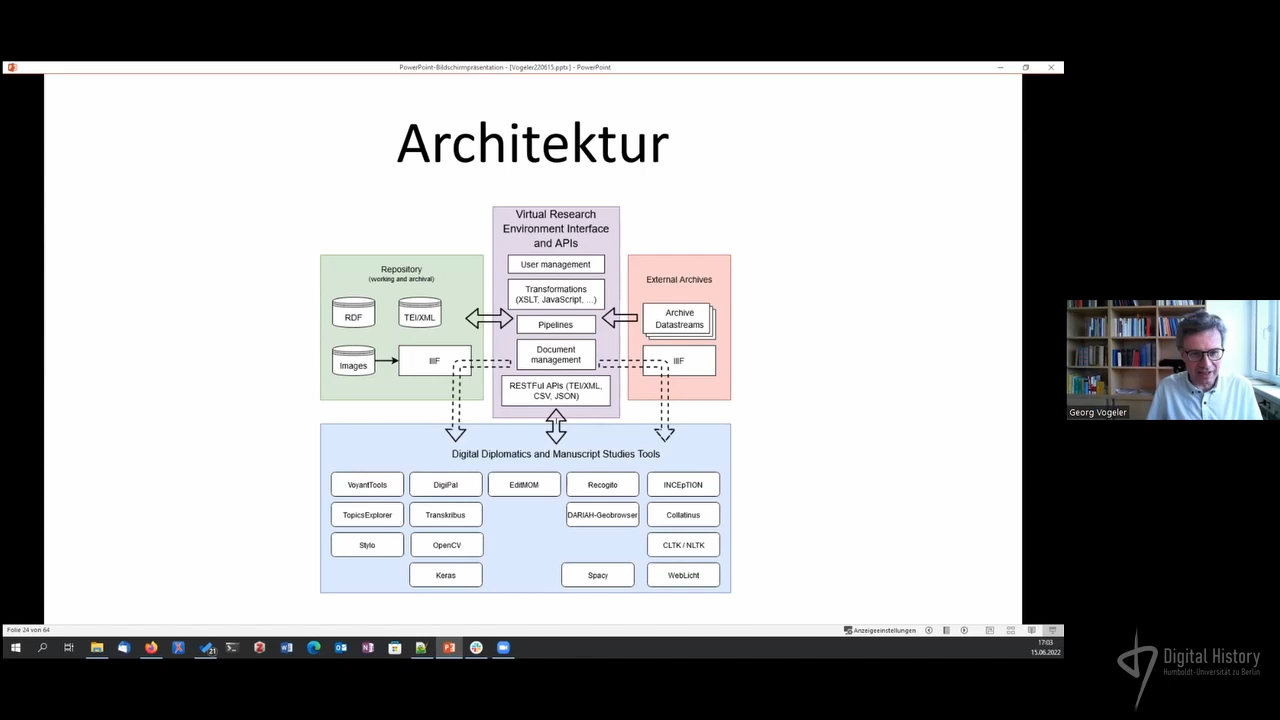 PowerPoint-Bildschirmpräsentation - [Vogeler220615.pptx] - PowerPoint
Architektur
Virtual Research
Environment Interface
and APIs
User management
Transformations
(XSLT, JavaScript, ...)
Pipelines
Document
management
RESTFul APIs (TEI/XML,
CSV, JSON)
Repository
(working and archival)
RDF
TEI/XML
Images
IIIF
External Archives
Archive
Datastreams
IIIF
Digital Diplomatics and Manuscript Studies Tools
VoyantTools
DigiPal
EditMOM
Recogito
INCEpTION
TopicsExplorer
Transkribus
DARIAH-Geobrowser
Collatinus
Stylo
OpenCV
CLTK / NLTK
Keras
Spacy
WebLicht
Folie 24 von 64
Anzeigeeinstellungen
21
17:03
15.06.2022
Georg Vogeler
Digital History
Humboldt-Universität zu Berlin